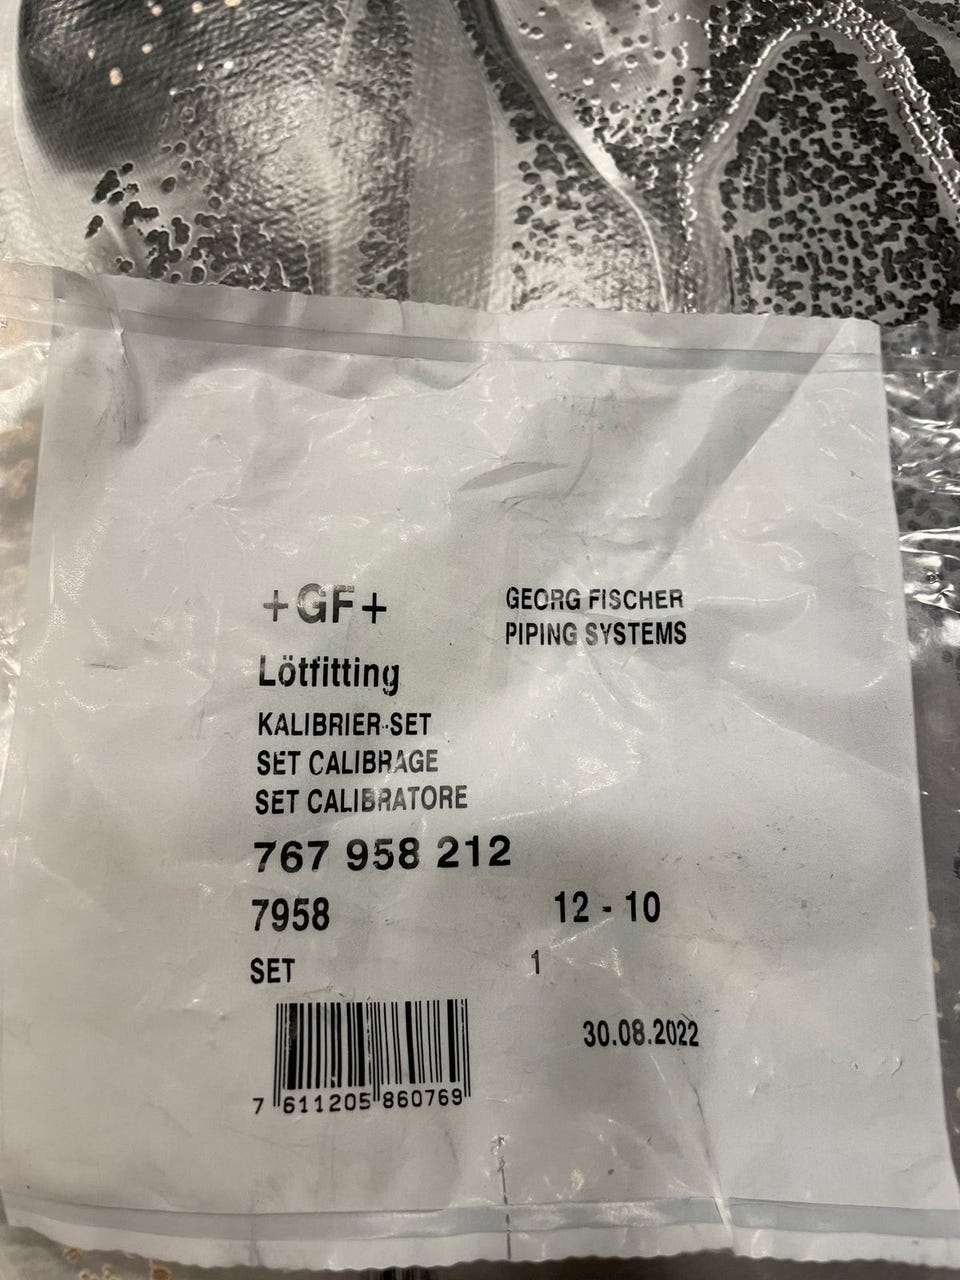 +GF+
GEORG FISCHER
PIPING SYSTEMS
Lötfitting
KALIBRIER-SET
SET CALIBRAGE
SET CALIBRATORE
767 958 212
7958 12 - 10
SET 1
30.08.2022
7 611205 860769